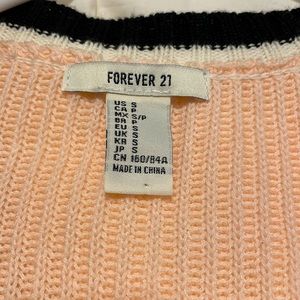 FOREVER 21
US S
CA P
MX S/P
BR P
EU S
UK S
KR S
JP S
CN 160/84A
MADE IN CHINA